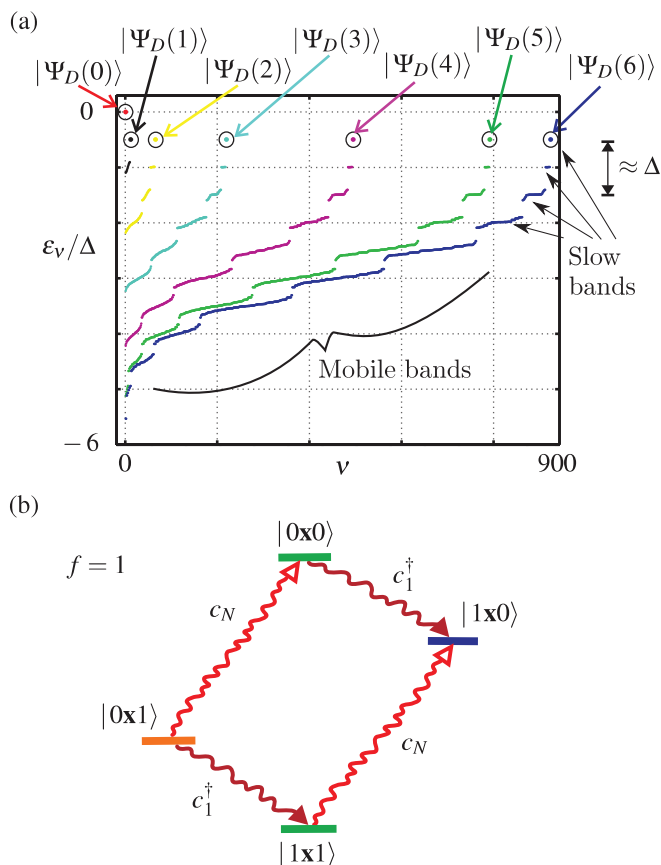 (a)
|Ψ_D(0)⟩
|Ψ_D(1)⟩
|Ψ_D(2)⟩
|Ψ_D(3)⟩
|Ψ_D(4)⟩
|Ψ_D(5)⟩
|Ψ_D(6)⟩
0
≈ Δ
ε_ν/Δ
Slow
bands
Mobile bands
−6
0
ν
900
(b)
f = 1
|0x0⟩
c_1^†
|1x0⟩
c_N
|0x1⟩
c_N
c_1^†
|1x1⟩